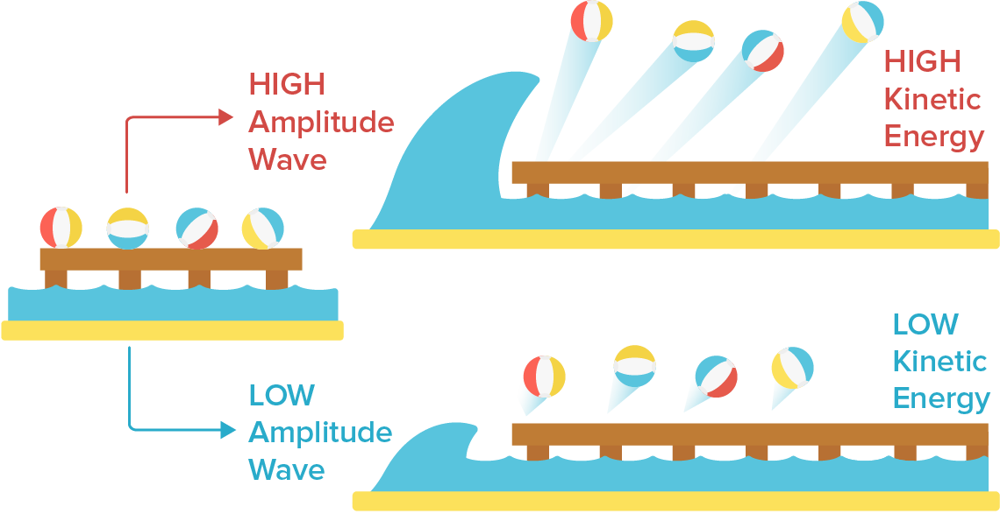 HIGH
Amplitude
Wave
HIGH
Kinetic
Energy
LOW
Amplitude
Wave
LOW
Kinetic
Energy